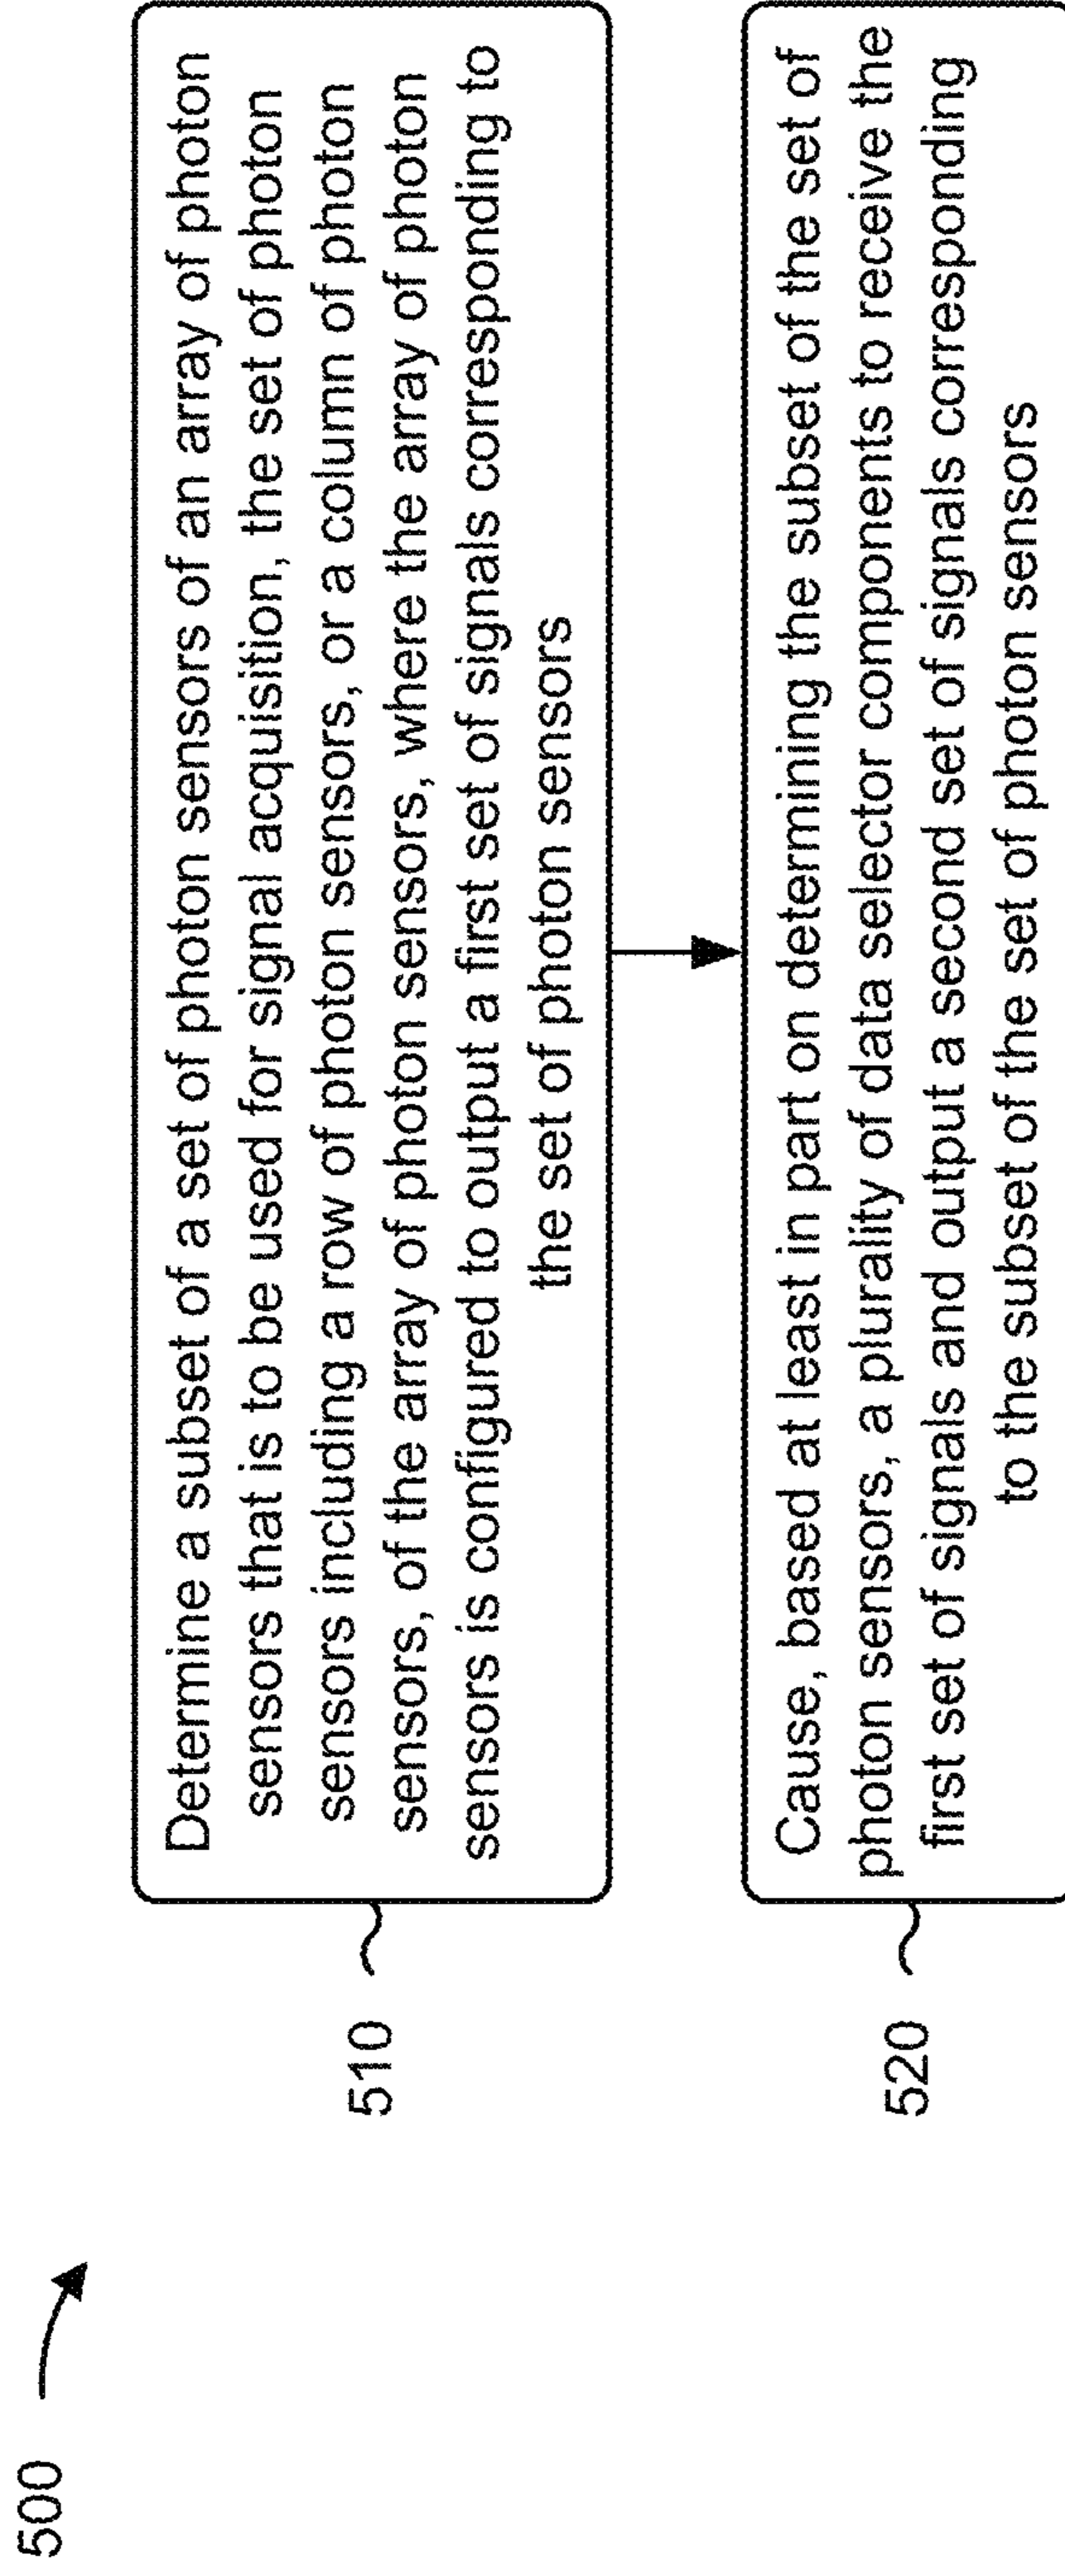 500
510
Determine a subset of a set of photon sensors of an array of photon
sensors that is to be used for signal acquisition, the set of photon
sensors including a row of photon sensors, or a column of photon
sensors, of the array of photon sensors, where the array of photon
sensors is configured to output a first set of signals corresponding to
the set of photon sensors
520
Cause, based at least in part on determining the subset of the set of
photon sensors, a plurality of data selector components to receive the
first set of signals and output a second set of signals corresponding
to the subset of the set of photon sensors